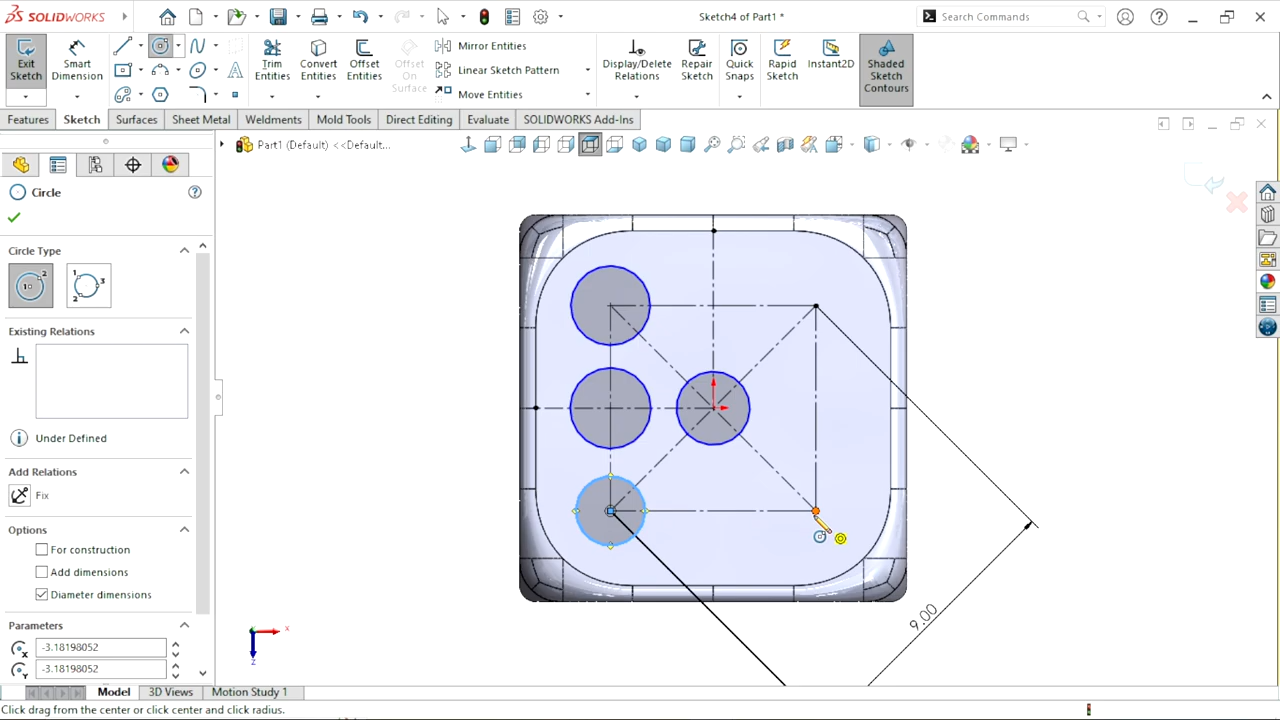 SOLIDWORKS
Sketch4 of Part1 *
Search Commands
Exit Sketch
Smart Dimension
Trim Entities
Convert Entities
Offset Entities
Offset On Surface
Mirror Entities
Linear Sketch Pattern
Move Entities
Display/Delete Relations
Repair Sketch
Quick Snaps
Rapid Sketch
Instant2D
Shaded Sketch Contours
Features
Sketch
Surfaces
Sheet Metal
Weldments
Mold Tools
Direct Editing
Evaluate
SOLIDWORKS Add-Ins
Part1 (Default) <<Default...
Circle
Circle Type
Existing Relations
Under Defined
Add Relations
Fix
Options
For construction
Add dimensions
Diameter dimensions
Parameters
-3.18198052
-3.18198052
9.00
x
z
Model
3D Views
Motion Study 1
Click drag from the center or click center and click radius.